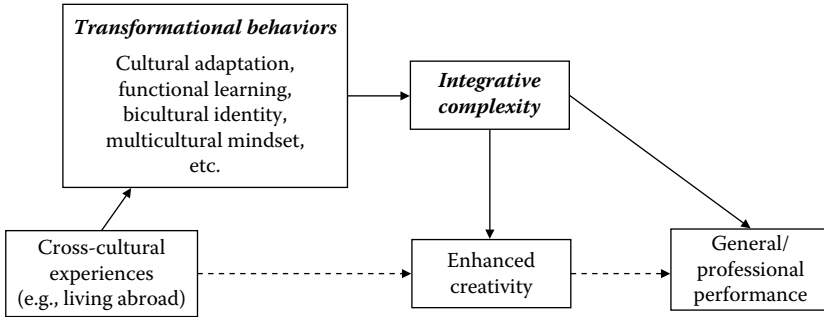 Transformational behaviors
Cultural adaptation,
functional learning,
bicultural identity,
multicultural mindset,
etc.
Integrative
complexity
Cross-cultural
experiences
(e.g., living abroad)
Enhanced
creativity
General/
professional
performance